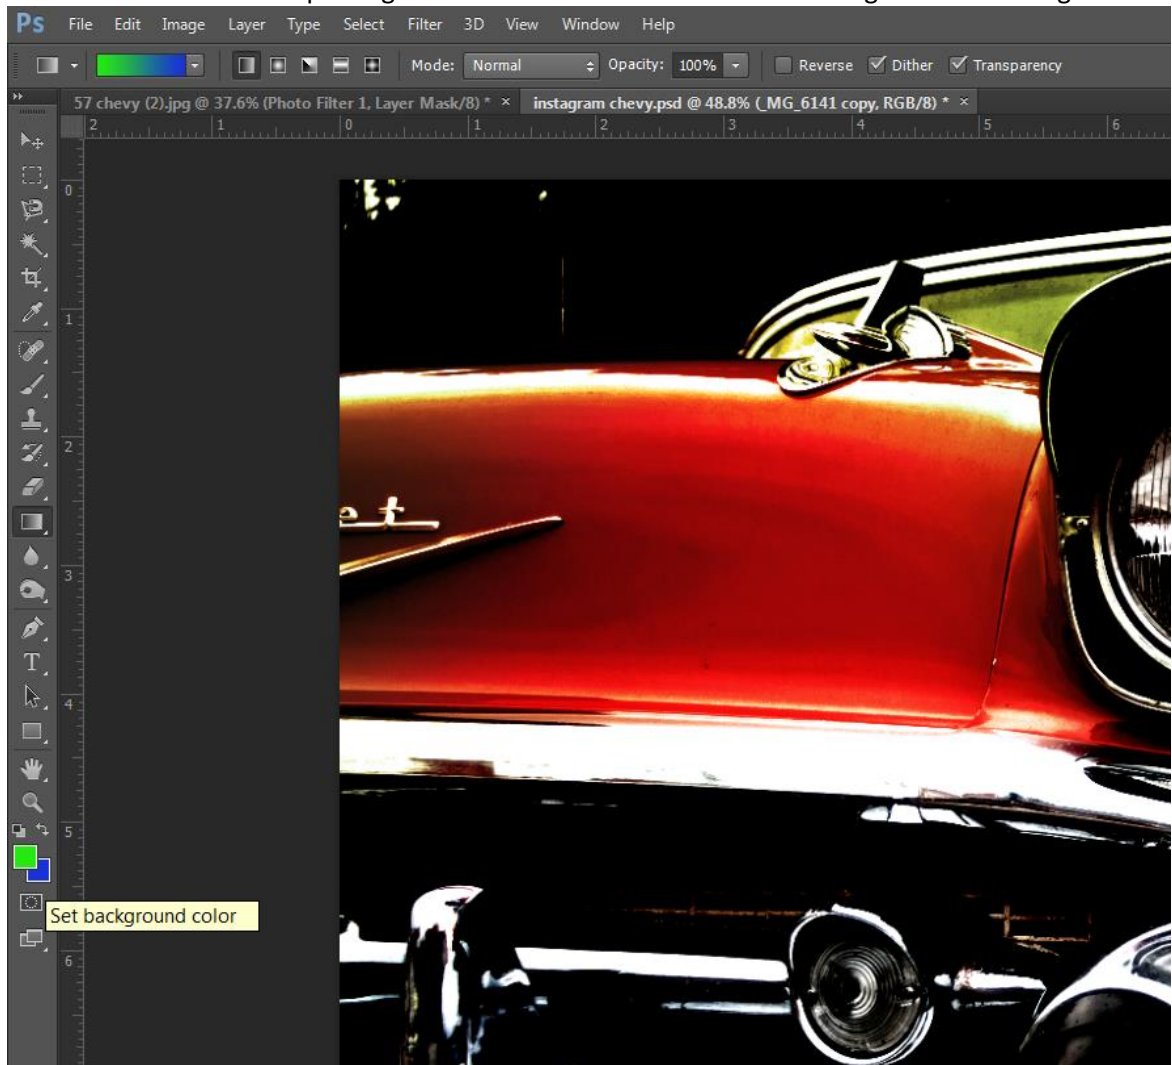 Ps File Edit Image Layer Type Select Filter 3D View Window Help
Mode: Normal Opacity: 100% Reverse Dither Transparency
57 chevy (2).jpg @ 37.6% (Photo Filter 1, Layer Mask/8) * × instagram chevy.psd @ 48.8% (_MG_6141 copy, RGB/8) * ×
2 1 0 1 2 3 4 5 6
0
1
2
et
3
T
4
5
Set background color
6